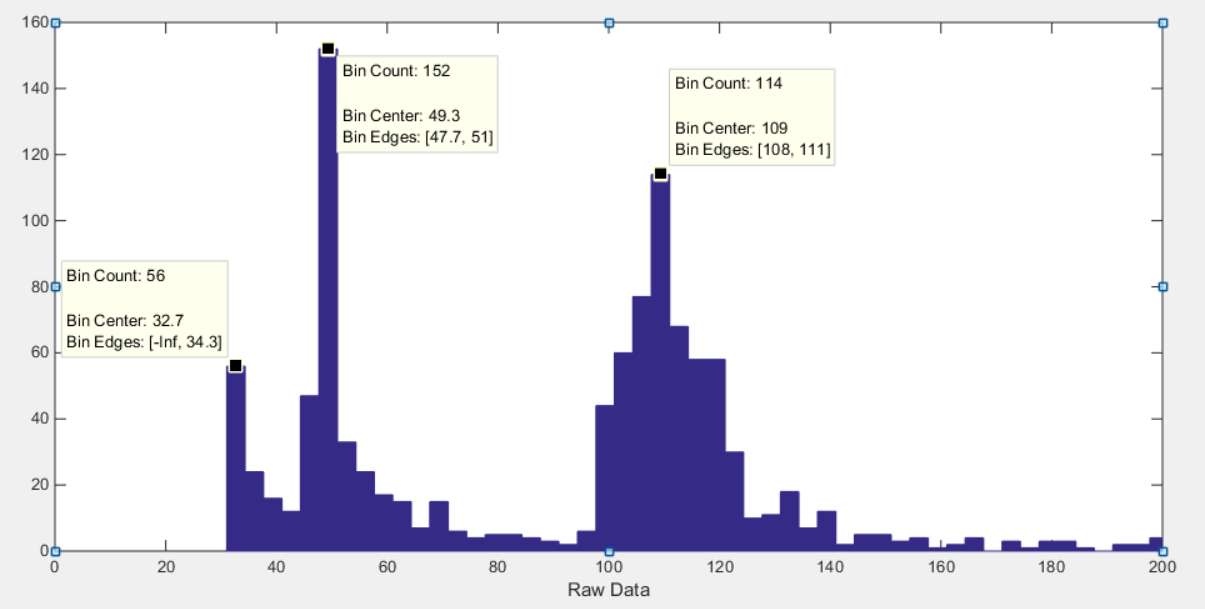 160
140
120
100
80
60
40
20
0
Bin Count: 152
Bin Center: 49.3
Bin Edges: [47.7, 51]
Bin Count: 114
Bin Center: 109
Bin Edges: [108, 111]
Bin Count: 56
Bin Center: 32.7
Bin Edges: [-Inf, 34.3]
0 20 40 60 80 100 120 140 160 180 200
Raw Data